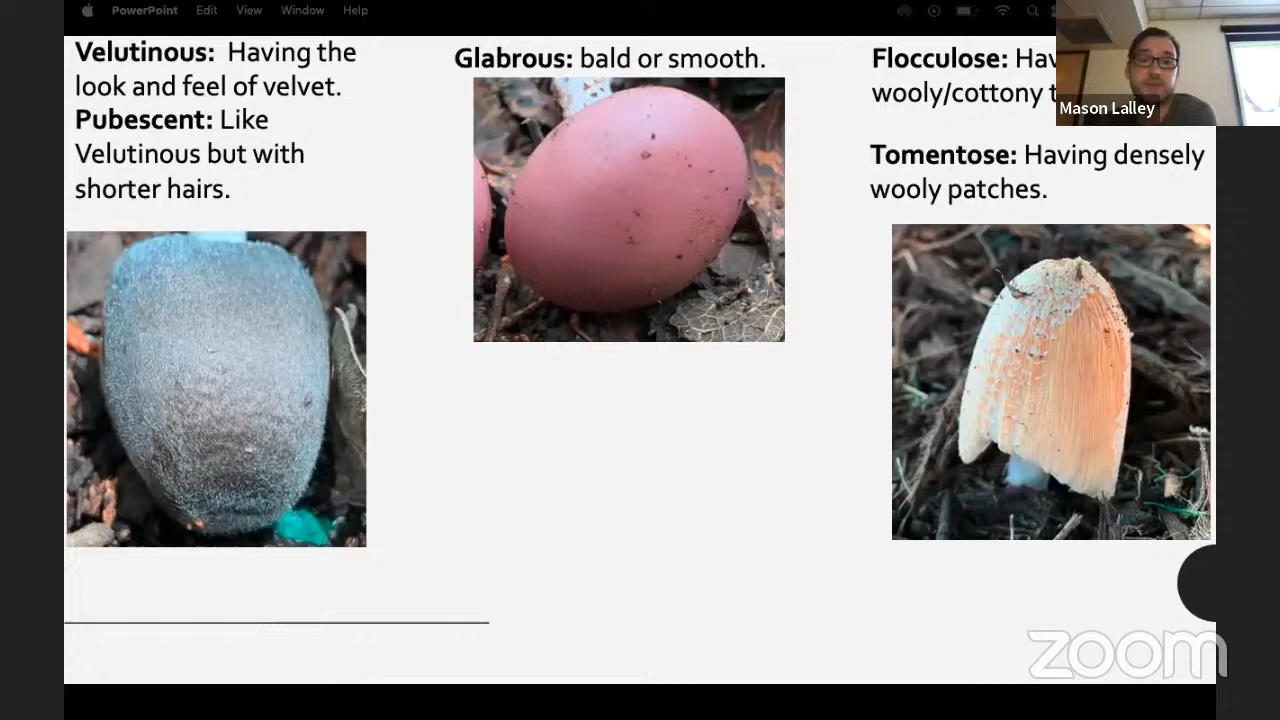 PowerPoint Edit View Window Help
Velutinous: Having the
look and feel of velvet.
Pubescent: Like
Velutinous but with
shorter hairs.
Glabrous: bald or smooth.
Flocculose:
wooly/cottony
Tomentose: Having densely
wooly patches.
Mason Lalley
zoom